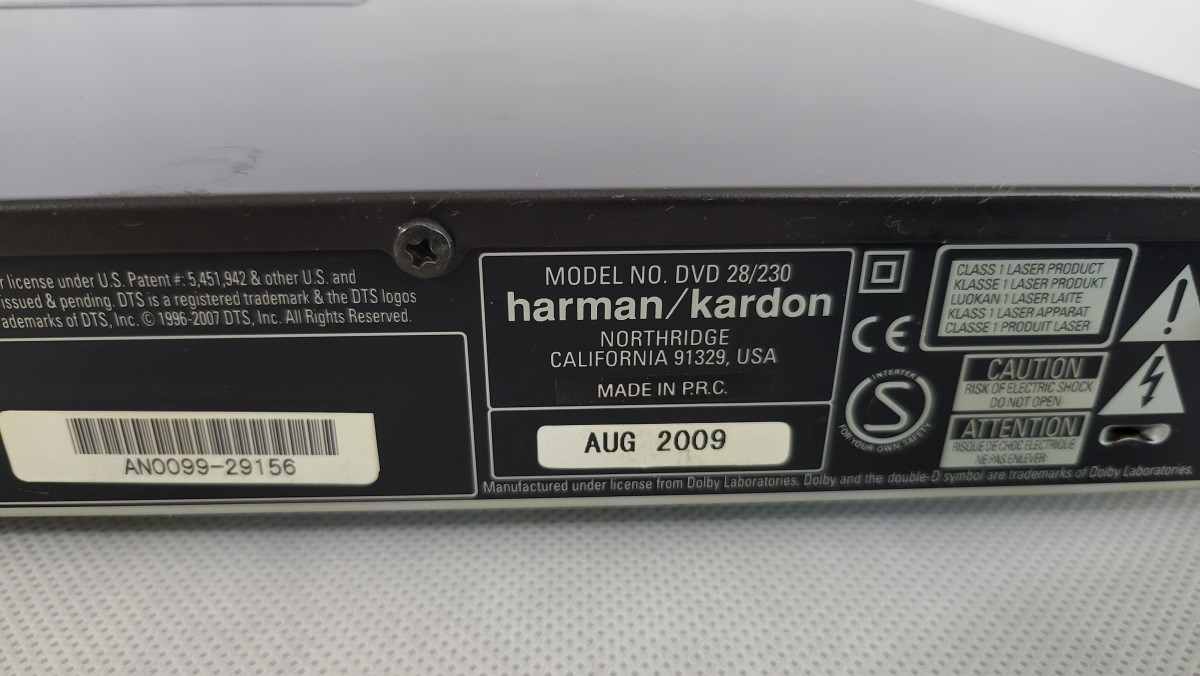 r license under U.S. Patent #: 5,451,942 & other U.S. and
issued & pending. DTS is a registered trademark & the DTS logos
ademarks of DTS, Inc. © 1996-2007 DTS, Inc. All Rights Reserved.
AN0099-29156
MODEL NO. DVD 28/230
harman/kardon
NORTHRIDGE
CALIFORNIA 91329, USA
MADE IN P.R.C.
AUG 2009
Manufactured under license from Dolby Laboratories. Dolby and the double-D symbol are trademarks of Dolby Laboratories.
CE
INTERTEK
S
FOR YOUR OWN SAFETY
CLASS 1 LASER PRODUCT
KLASSE 1 LASER PRODUKT
LUOKAN 1 LASER LAITE
KLASS 1 LASER APPARAT
CLASSE 1 PRODUIT LASER
CAUTION
RISK OF ELECTRIC SHOCK
DO NOT OPEN
ATTENTION
RISQUE DE CHOC ELECTRIQUE
NE PAS ENLEVER